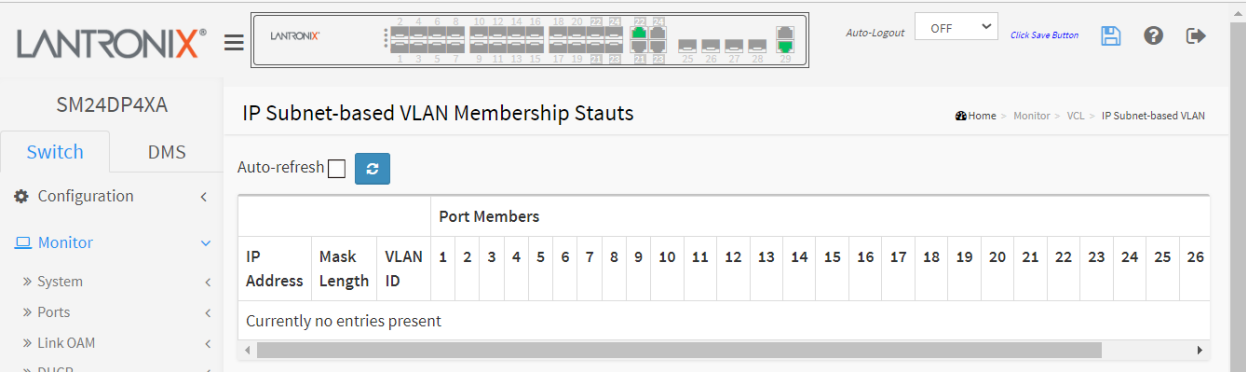 LANTRONIX®
LANTRONIX
2 4 6 8 10 12 14 16 18 20 22 24 22 24
1 3 5 7 9 11 13 15 17 19 21 23 21 23 25 26 27 28 29
Auto-Logout OFF Click Save Button
SM24DP4XA
Switch DMS
Configuration
Monitor
» System
» Ports
» Link OAM
» DHCP
IP Subnet-based VLAN Membership Stauts
Home > Monitor > VCL > IP Subnet-based VLAN
Auto-refresh
Port Members
IP Address Mask Length VLAN ID 1 2 3 4 5 6 7 8 9 10 11 12 13 14 15 16 17 18 19 20 21 22 23 24 25 26
Currently no entries present